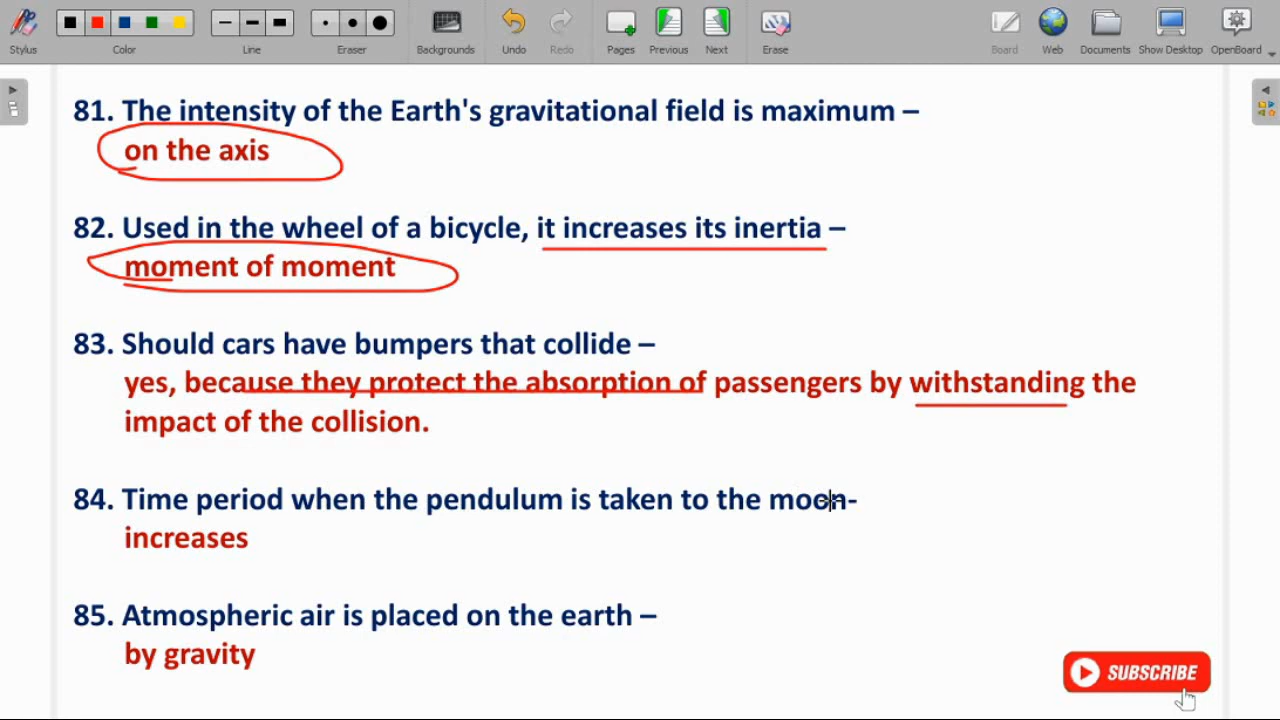 Stylus
Color
Line
Eraser
Backgrounds
Undo
Redo
Pages
Previous
Next
Erase
Board
Web
Documents
Show Desktop
OpenBoard
81. The intensity of the Earth's gravitational field is maximum –
on the axis
82. Used in the wheel of a bicycle, it increases its inertia –
moment of moment
83. Should cars have bumpers that collide –
yes, because they protect the absorption of passengers by withstanding the
impact of the collision.
84. Time period when the pendulum is taken to the moon-
increases
85. Atmospheric air is placed on the earth –
by gravity
SUBSCRIBE